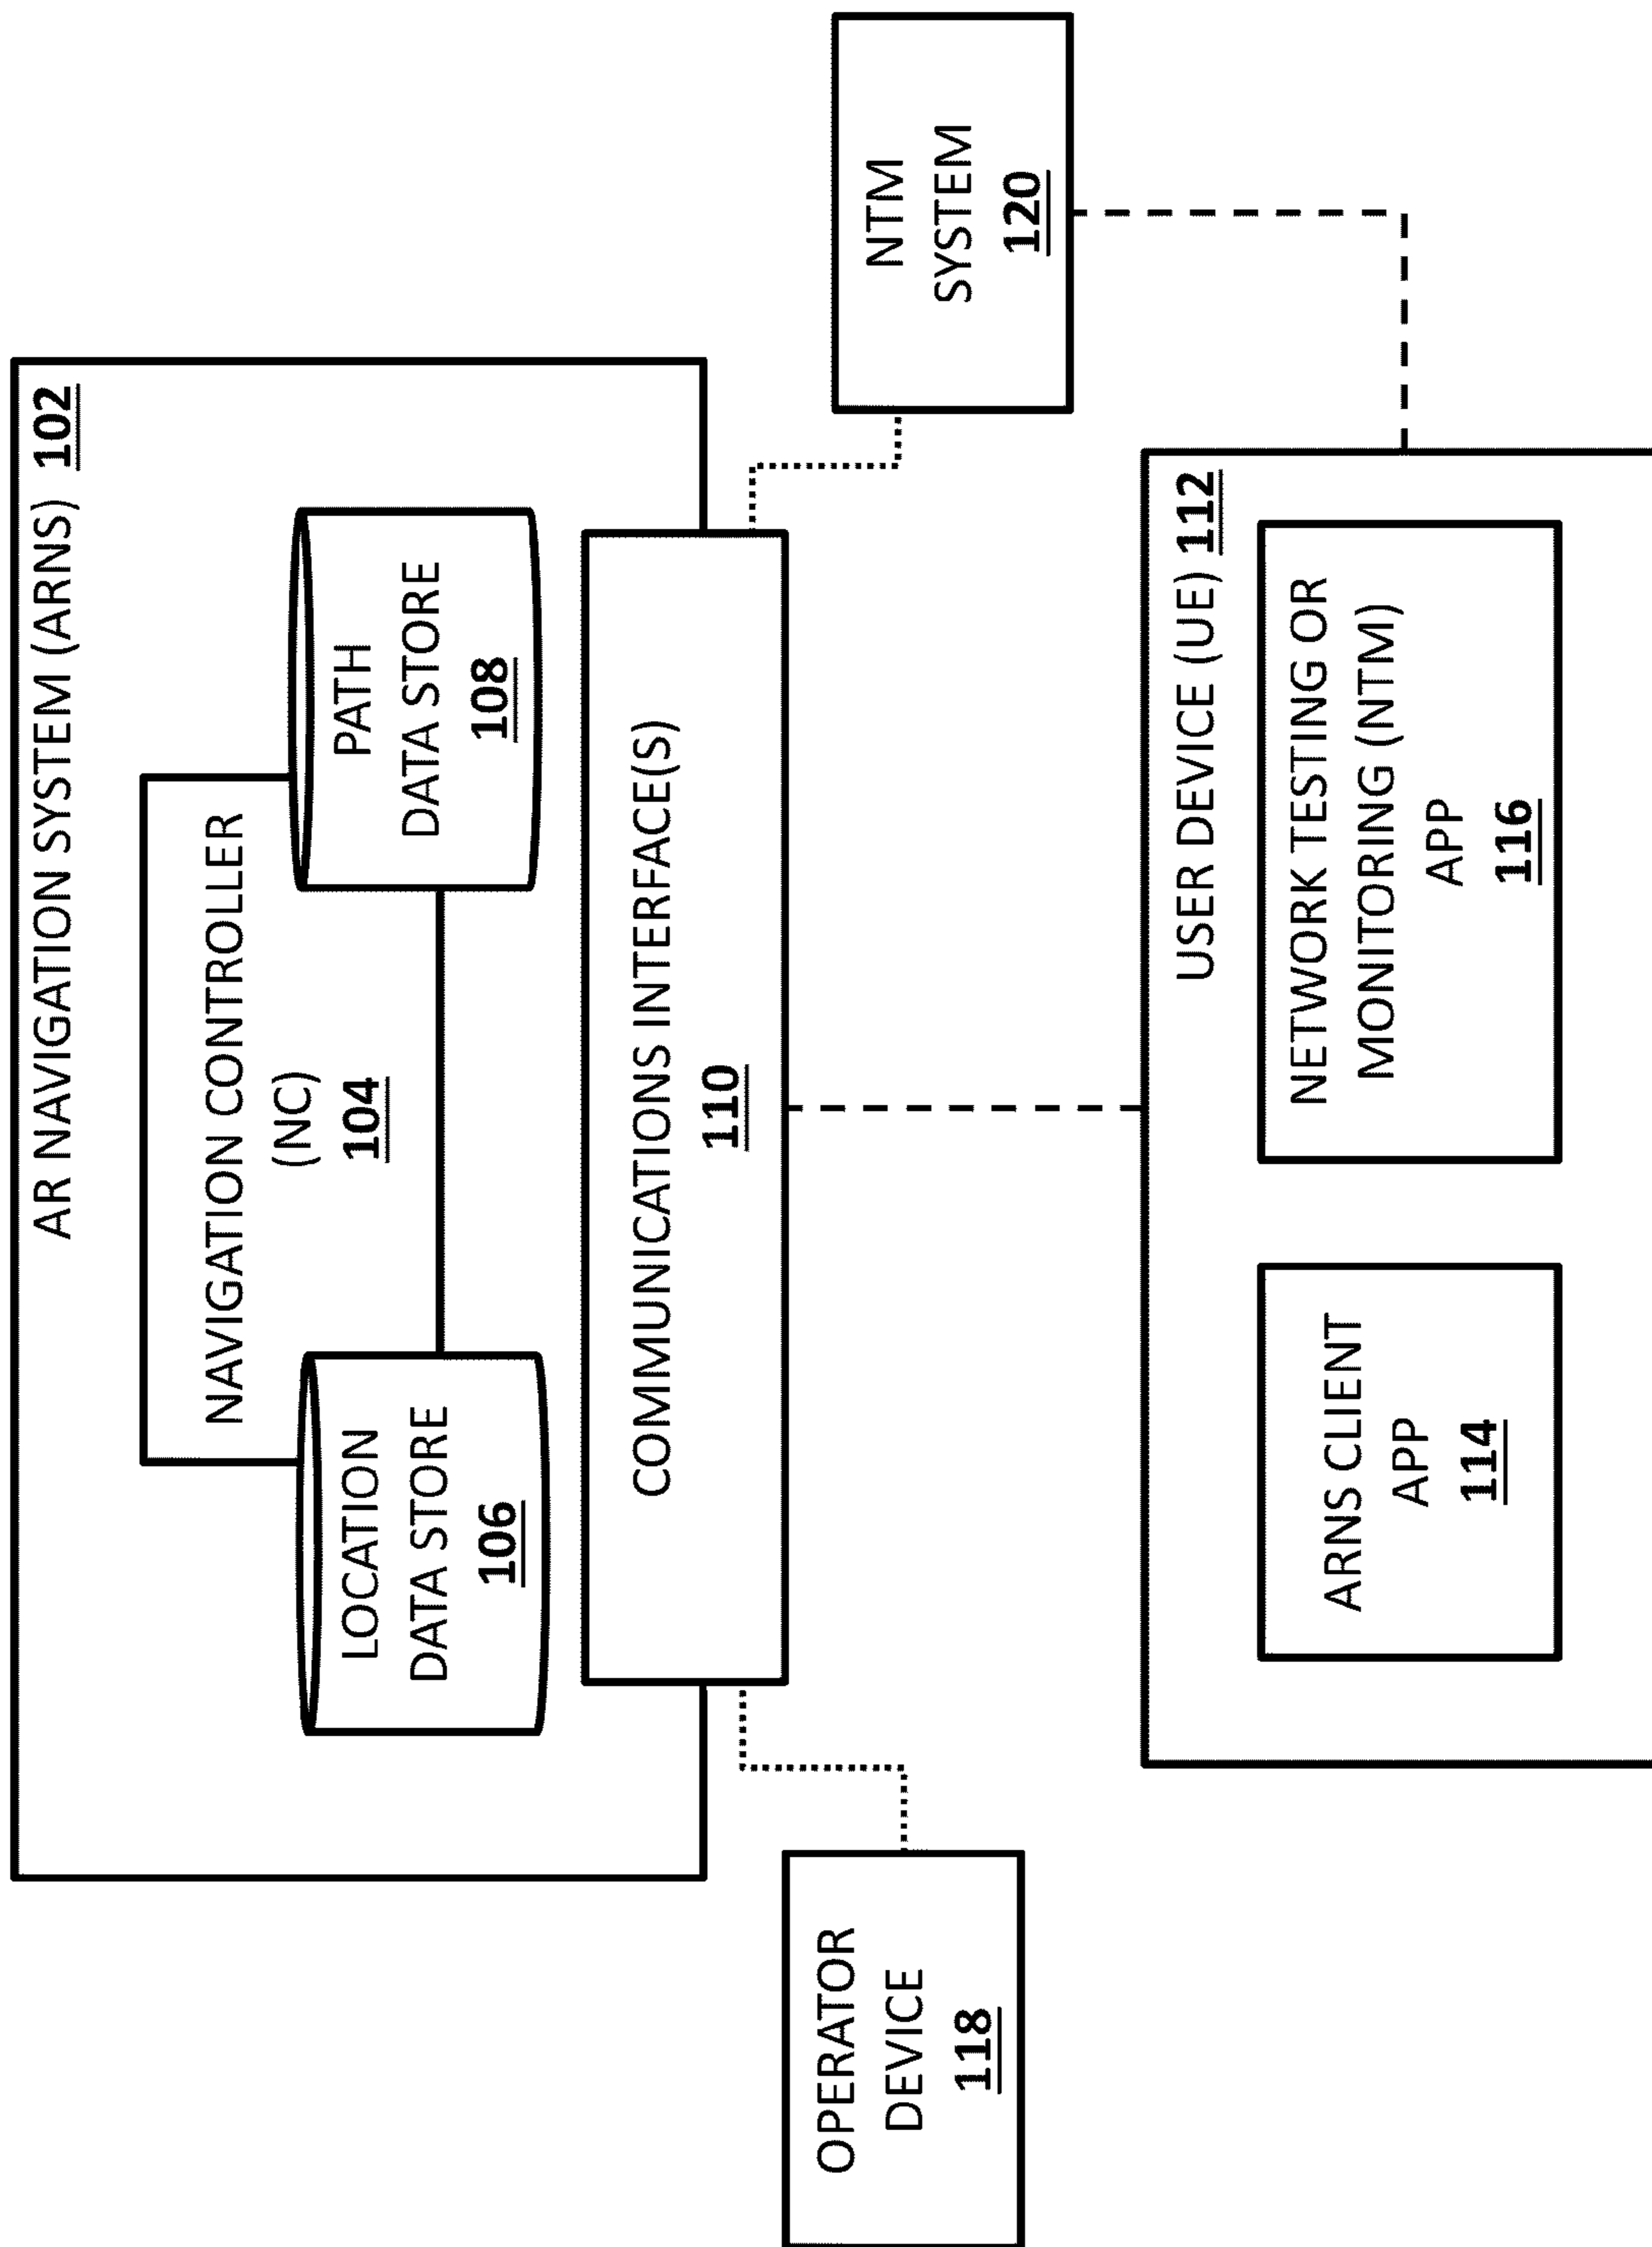 AR NAVIGATION SYSTEM (ARNS) 102
NAVIGATION CONTROLLER
(NC)
104
LOCATION
DATA STORE
106
PATH
DATA STORE
108
COMMUNICATIONS INTERFACE(S)
110
OPERATOR
DEVICE
118
NTM
SYSTEM
120
USER DEVICE (UE) 112
ARNS CLIENT
APP
114
NETWORK TESTING OR
MONITORING (NTM)
APP
116